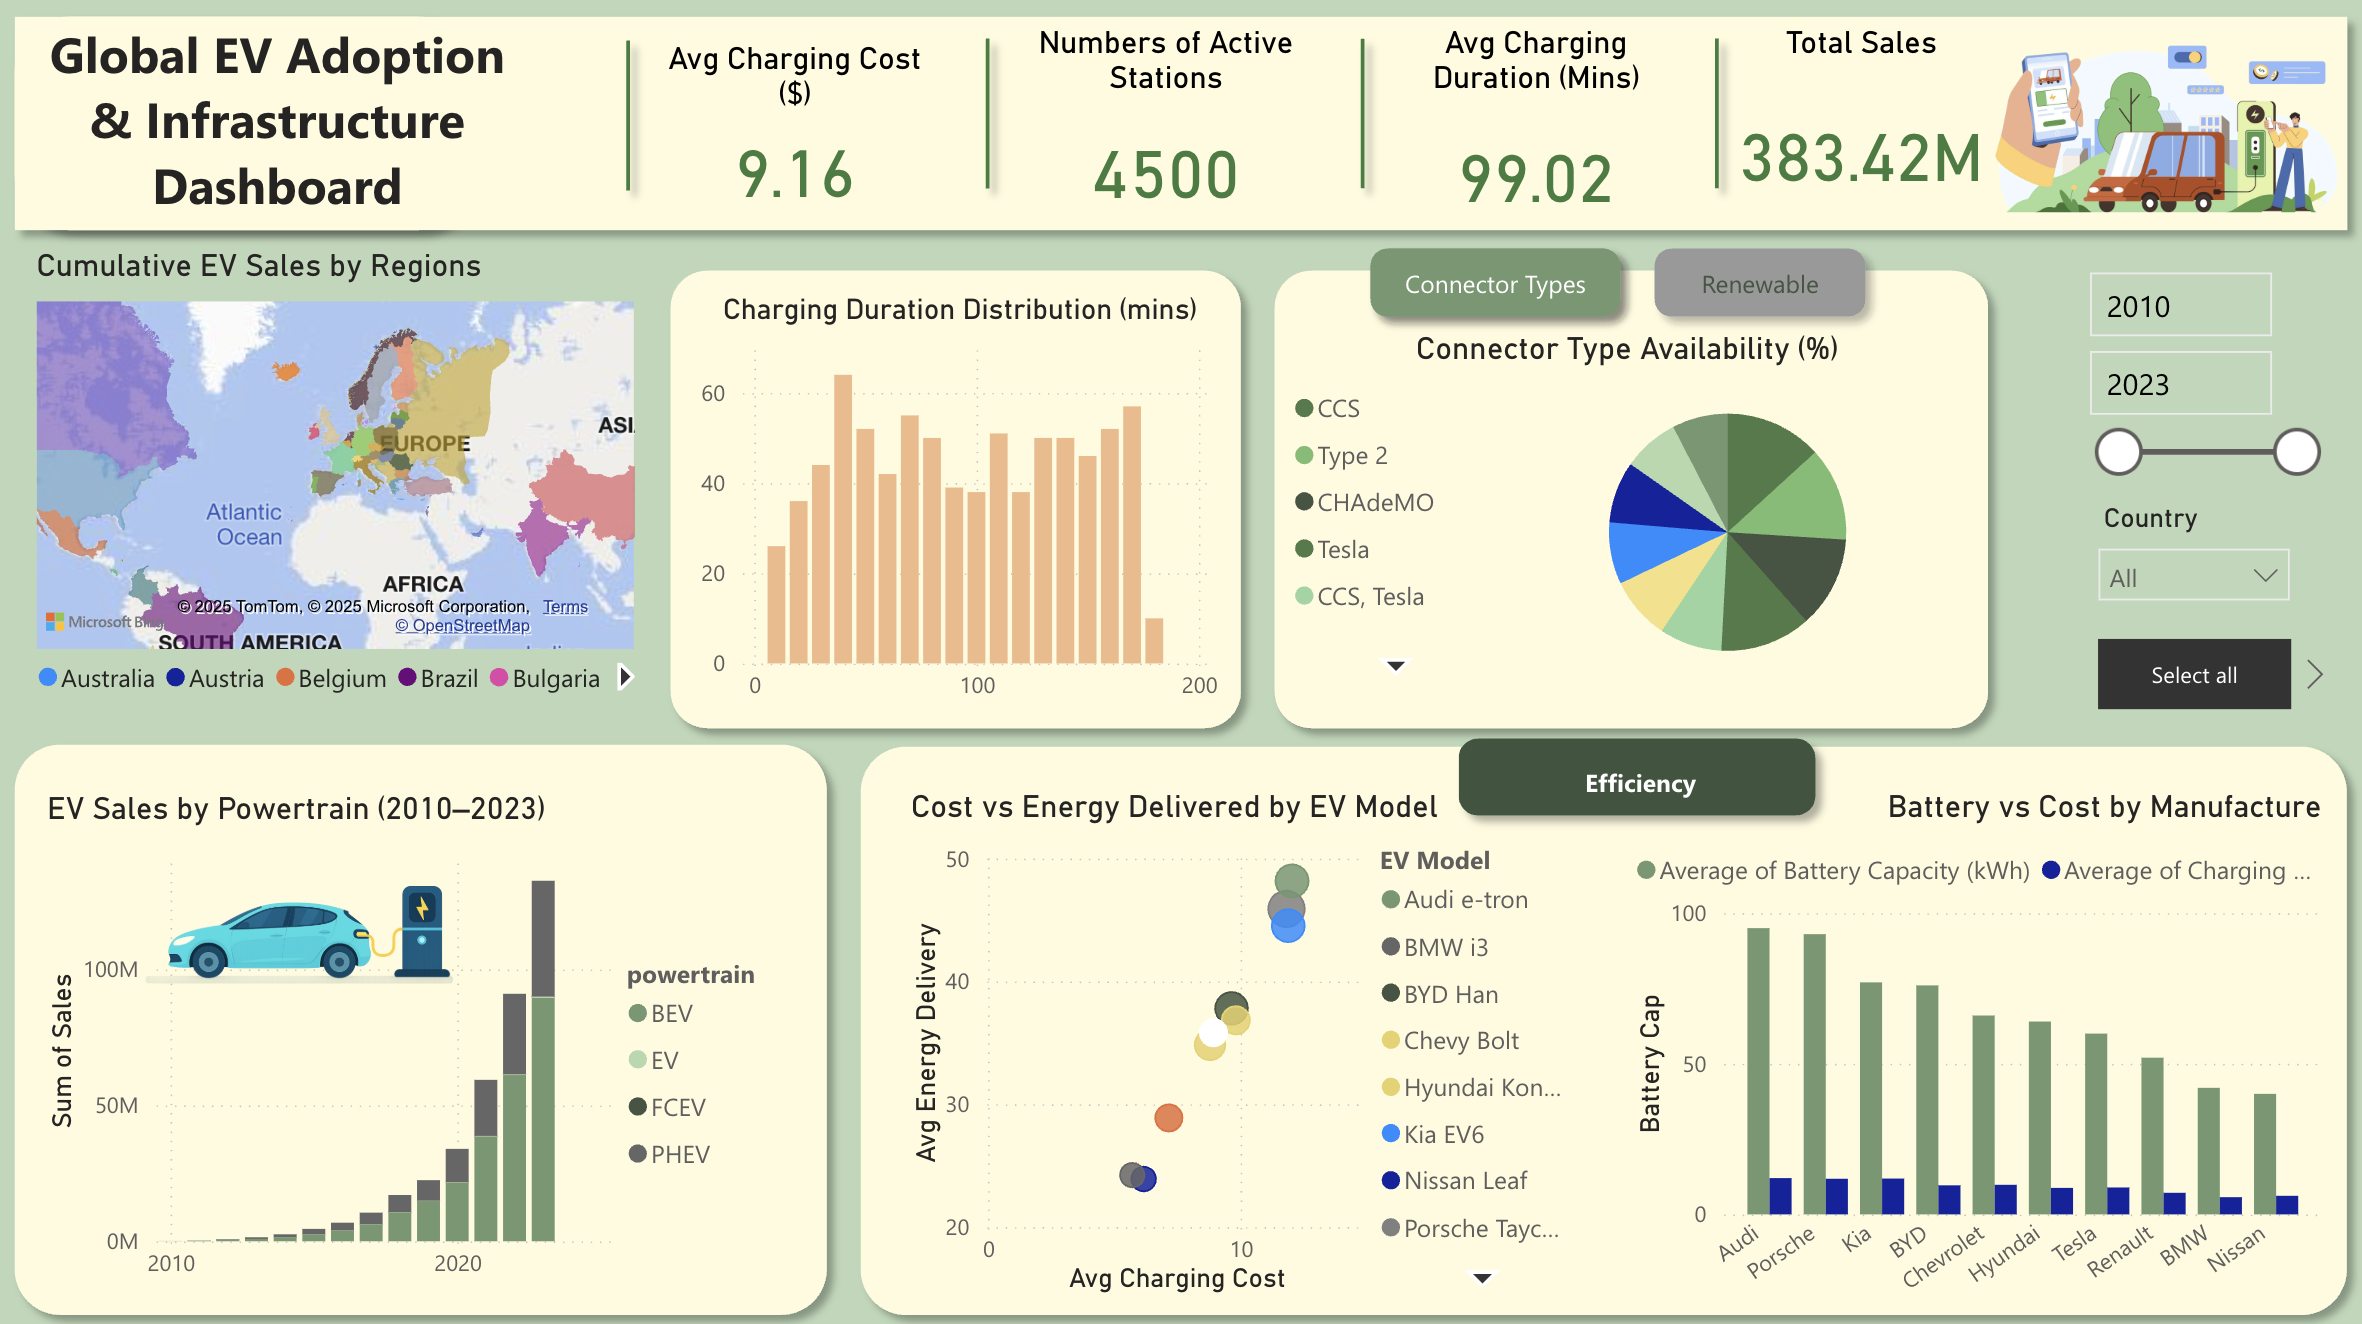 Global EV Adoption
& Infrastructure
Dashboard
Avg Charging Cost
($)
9.16
Numbers of Active
Stations
4500
Avg Charging
Duration (Mins)
99.02
Total Sales
383.42M
Cumulative EV Sales by Regions
EUROPE
ASI
Atlantic
Ocean
AFRICA
© 2025 TomTom, © 2025 Microsoft Corporation, Terms
© OpenStreetMap
Microsoft Bing
SOUTH AMERICA
Australia
Austria
Belgium
Brazil
Bulgaria
Charging Duration Distribution (mins)
60
40
20
0
0
100
200
Connector Types
Renewable
Connector Type Availability (%)
CCS
Type 2
CHAdeMO
Tesla
CCS, Tesla
2010
2023
Country
All
Select all
EV Sales by Powertrain (2010–2023)
Sum of Sales
100M
50M
0M
2010
2020
powertrain
BEV
EV
FCEV
PHEV
Efficiency
Cost vs Energy Delivered by EV Model
Avg Energy Delivery
50
40
30
20
0
10
Avg Charging Cost
EV Model
Audi e-tron
BMW i3
BYD Han
Chevy Bolt
Hyundai Kon...
Kia EV6
Nissan Leaf
Porsche Tayc...
Battery vs Cost by Manufacture
Average of Battery Capacity (kWh)
Average of Charging ...
Battery Cap
100
50
0
Audi
Porsche
Kia
BYD
Chevrolet
Hyundai
Tesla
Renault
BMW
Nissan